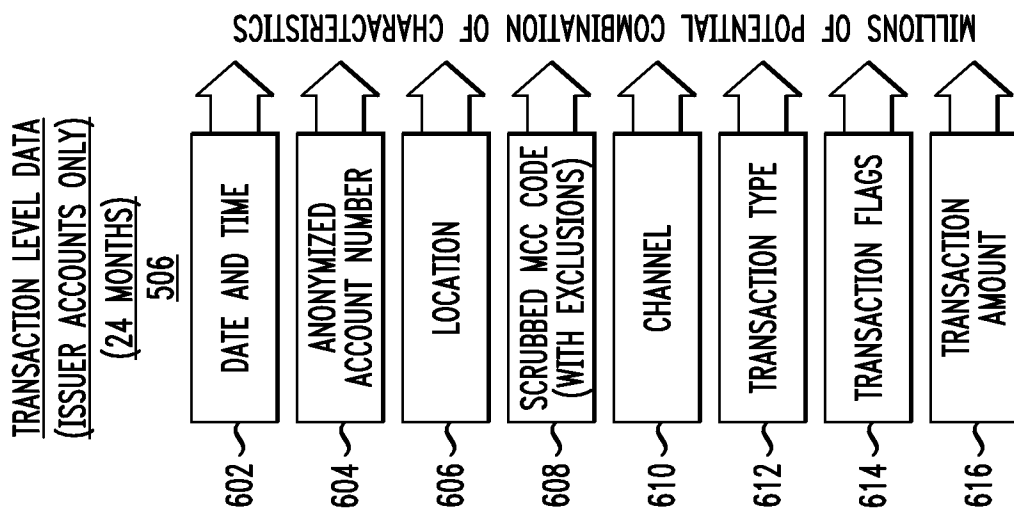 TRANSACTION LEVEL DATA
(ISSUER ACCOUNTS ONLY)
(24 MONTHS)
506
602
DATE AND TIME
604
ANONYMIZED
ACCOUNT NUMBER
606
LOCATION
608
SCRUBBED MCC CODE
(WITH EXCLUSIONS)
610
CHANNEL
612
TRANSACTION TYPE
614
TRANSACTION FLAGS
616
TRANSACTION
AMOUNT
MILLIONS OF POTENTIAL COMBINATION OF CHARACTERISTICS